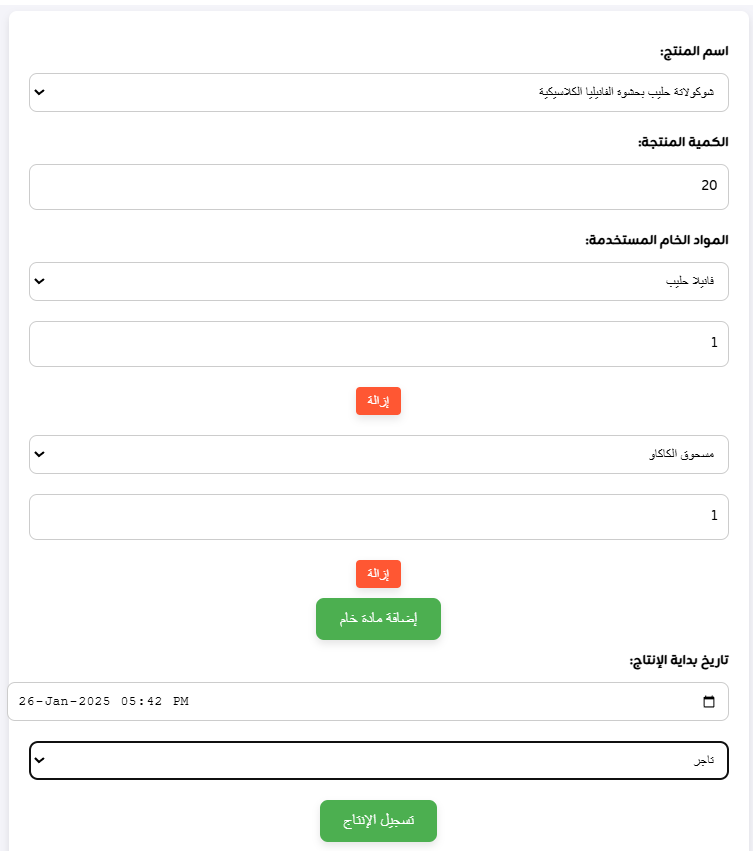 اسم المنتج:
شوكولاتة حليب بحشوة الفانيليا الكلاسيكية
الكمية المنتجة:
20
المواد الخام المستخدمة:
فانيلا حليب
1
إزالة
مسحوق الكاكاو
1
إزالة
إضافة مادة خام
تاريخ بداية الإنتاج:
26-Jan-2025 05:42 PM
تاجر
تسجيل الإنتاج